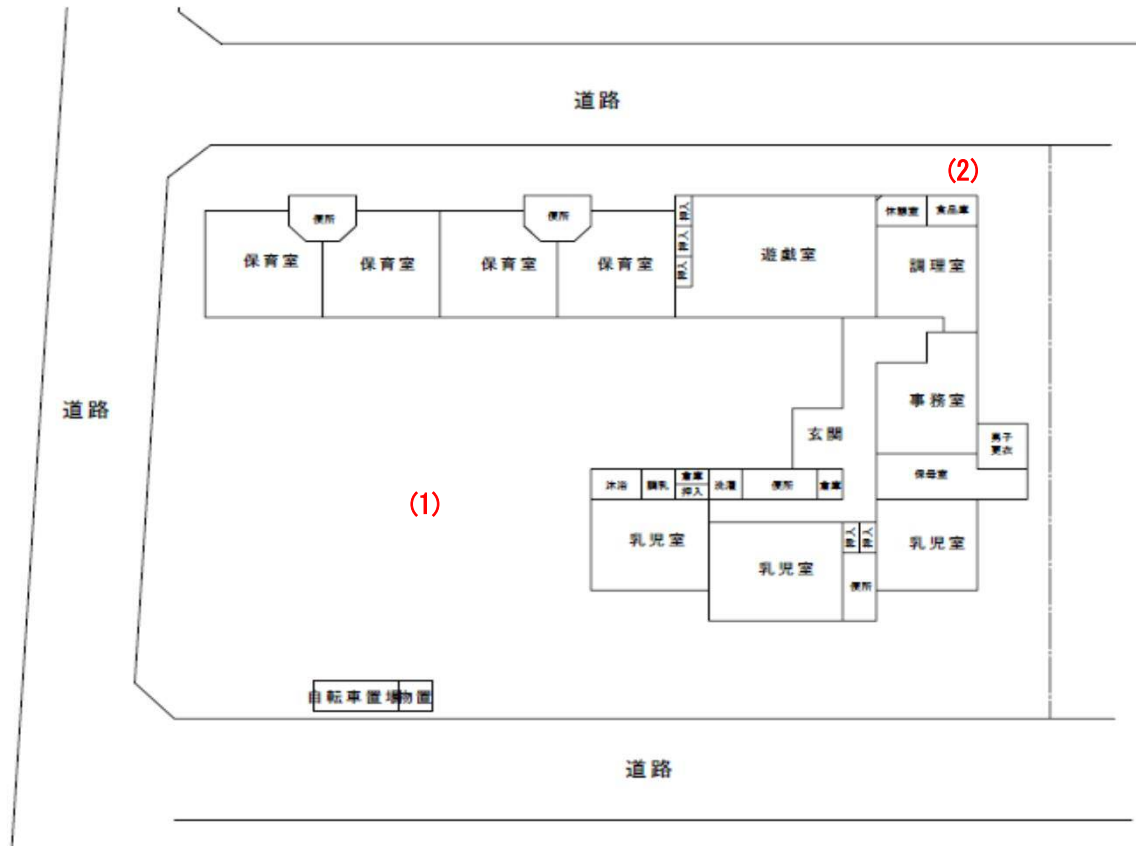 道路
(2)
便所
便所
押入
押入
押入
休憩室
食品庫
保育室
保育室
保育室
保育室
遊戯室
調理室
道路
事務室
玄関
男子
更衣
保母室
沐浴
調乳
倉庫
押入
洗濯
便所
倉庫
(1)
乳児室
乳児室
押入
押入
乳児室
便所
自転車置場
物置
道路